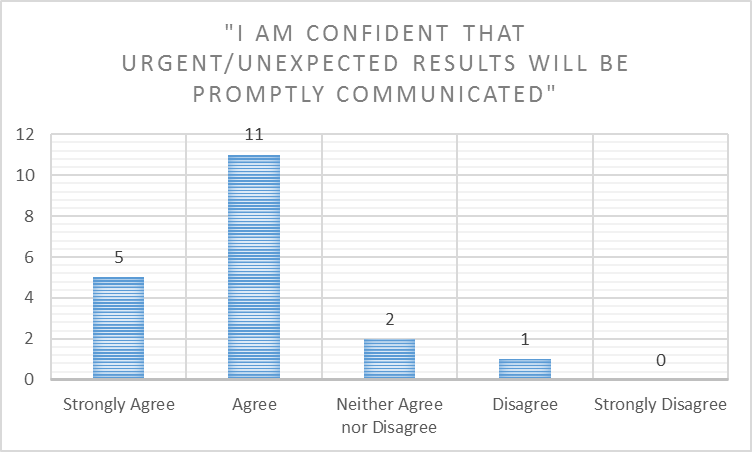 "I AM CONFIDENT THAT
URGENT/UNEXPECTED RESULTS WILL BE
PROMPTLY COMMUNICATED"
12
10
8
6
4
2
0
5
11
2
1
0
Strongly Agree
Agree
Neither Agree
nor Disagree
Disagree
Strongly Disagree